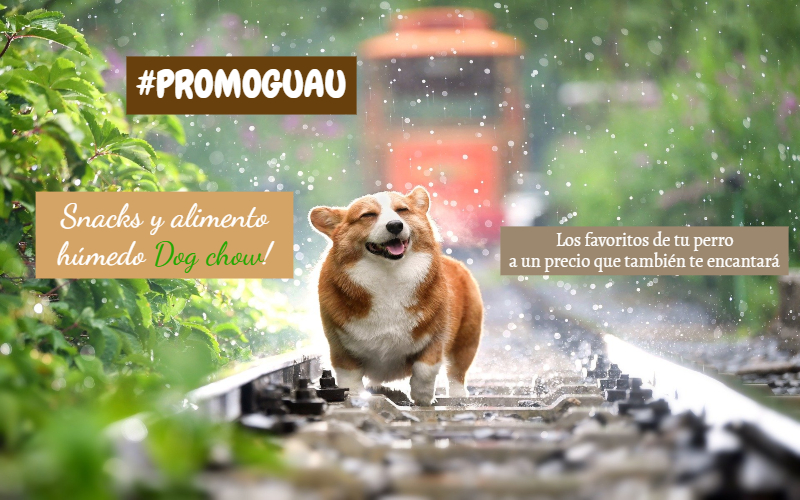 #PROMOGUAU
Snacks y alimento
húmedo Dog chow!
Los favoritos de tu perro
a un precio que también te encantará